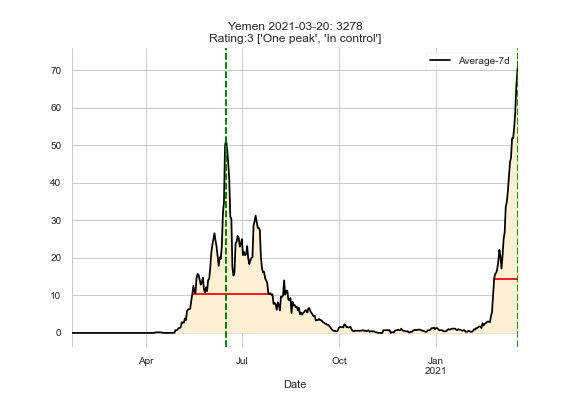 Yemen 2021-03-20: 3278
Rating:3 ['One peak', 'In control']
Average-7d
70
60
50
40
30
20
10
0
Apr
Jul
Oct
Jan
2021
Date